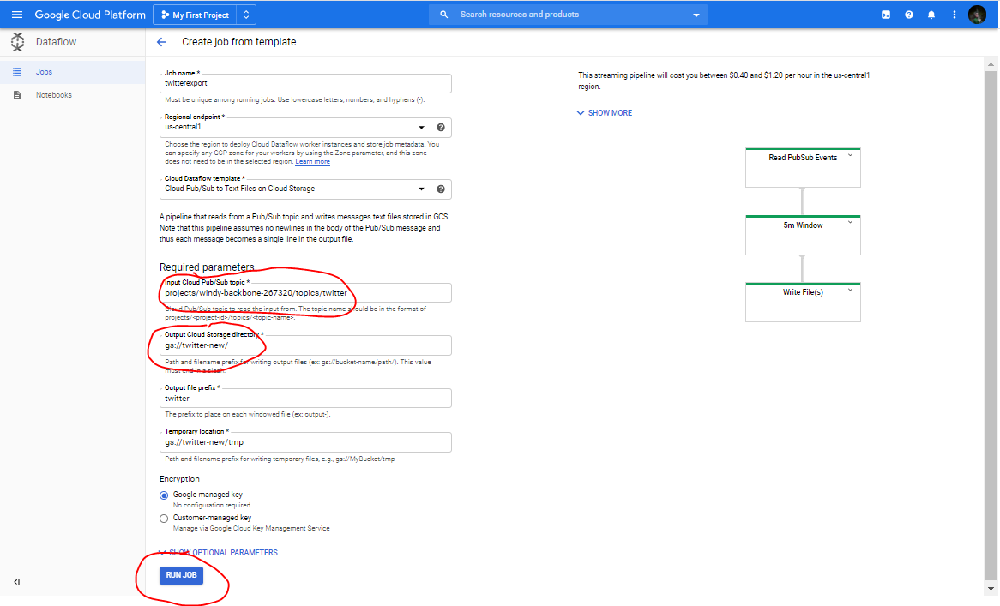 Google Cloud Platform
My First Project
Search resources and products
Dataflow
Create job from template
Jobs
Notebooks
Job name *
twitterexport
Must be unique among running jobs. Use lowercase letters, numbers, and hyphens (-).
Regional endpoint *
us-central1
Choose the region to deploy Cloud Dataflow worker instances and store job metadata. You
can specify any GCP zone for your workers by using the Zone parameter, and this zone
does not need to be in the selected region. Learn more
Cloud Dataflow template *
Cloud Pub/Sub to Text Files on Cloud Storage
A pipeline that reads from a Pub/Sub topic and writes messages text files stored in GCS.
Note that this pipeline assumes no newlines in the body of the Pub/Sub message and
thus each message becomes a single line in the output file.
Required parameters
Input Cloud Pub/Sub topic *
projects/windy-backbone-267320/topics/twitter
Cloud Pub/Sub topic to read the input from. The topic name should be in the format of
projects/<project-id>/topics/<topic-name>.
Output Cloud Storage directory *
gs://twitter-new/
Path and filename prefix for writing output files (ex: gs://bucket-name/path/). This value
must end in a slash.
Output file prefix *
twitter
The prefix to place on each windowed file (ex: output-).
Temporary location *
gs://twitter-new/tmp
Path and filename prefix for writing temporary files, e.g., gs://MyBucket/tmp
Encryption
Google-managed key
No configuration required
Customer-managed key
Manage via Google Cloud Key Management Service
SHOW OPTIONAL PARAMETERS
RUN JOB
This streaming pipeline will cost you between $0.40 and $1.20 per hour in the us-central1
region.
SHOW MORE
Read PubSub Events
5m Window
Write File(s)